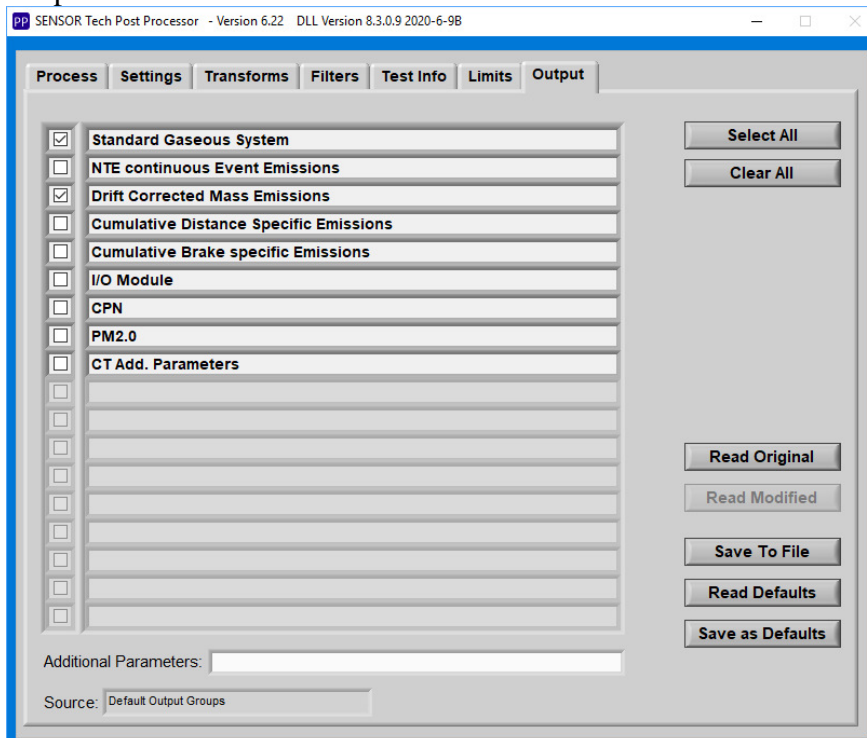 PP SENSOR Tech Post Processor - Version 6.22 DLL Version 8.3.0.9 2020-6-9B
Process Settings Transforms Filters Test Info Limits Output
Standard Gaseous System
Select All
NTE continuous Event Emissions
Clear All
Drift Corrected Mass Emissions
Cumulative Distance Specific Emissions
Cumulative Brake specific Emissions
I/O Module
CPN
PM2.0
CT Add. Parameters
Read Original
Read Modified
Save To File
Read Defaults
Save as Defaults
Additional Parameters:
Source: Default Output Groups